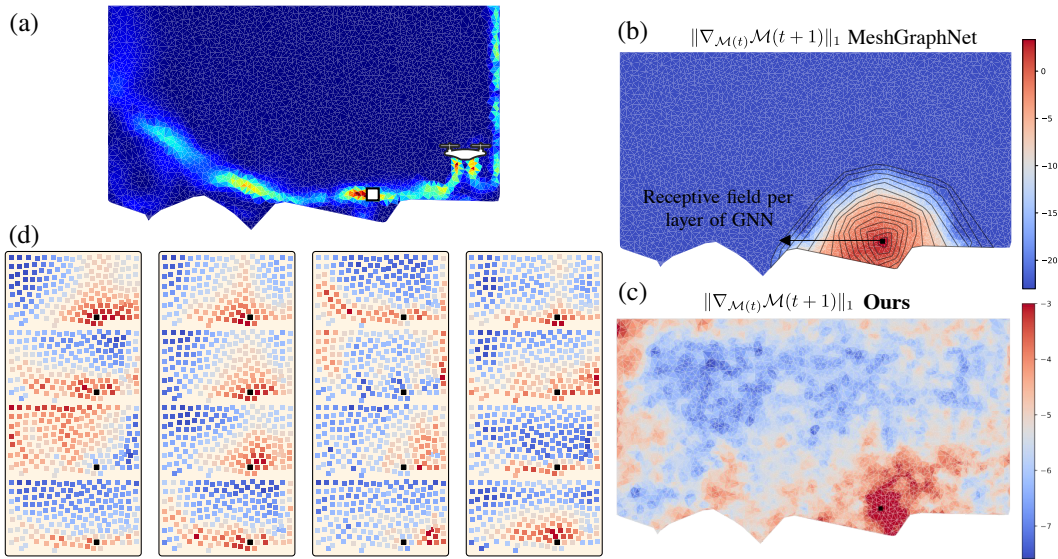 (a)
(b)
‖∇ℳ(t)ℳ(t+1)‖₁ MeshGraphNet
Receptive field per
layer of GNN
0
−5
−10
−15
−20
(c)
‖∇ℳ(t)ℳ(t+1)‖₁ Ours
−3
−4
−5
−6
−7
(d)